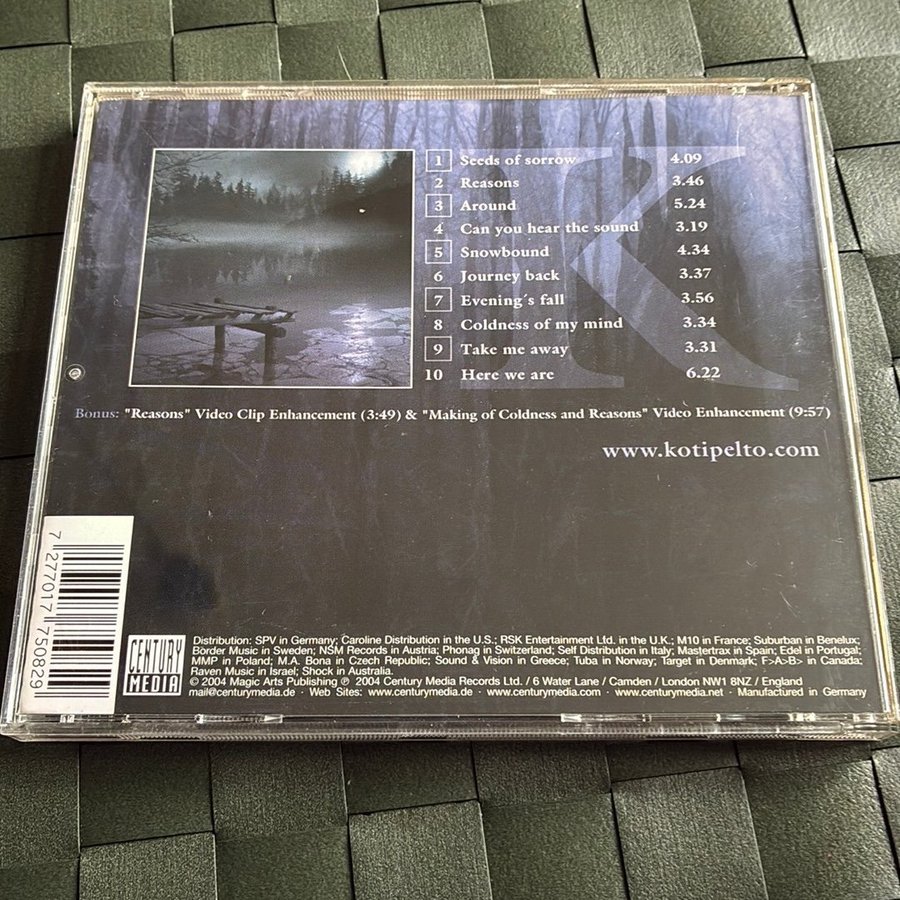 1 Seeds of sorrow 4.09
2 Reasons 3.46
3 Around 5.24
4 Can you hear the sound 3.19
5 Snowbound 4.34
6 Journey back 3.37
7 Evening´s fall 3.56
8 Coldness of my mind 3.34
9 Take me away 3.31
10 Here we are 6.22
K
Bonus: "Reasons" Video Clip Enhancement (3:49) & "Making of Coldness and Reasons" Video Enhancement (9:57)
www.kotipelto.com
7 27701 77508 2 9
CENTURY
MEDIA
Distribution: SPV in Germany; Caroline Distribution in the U.S.; RSK Entertainment Ltd. in the U.K.; M10 in France; Suburban in Benelux;
Border Music in Sweden; NSM Records in Austria; Phonag in Switzerland; Self Distribution in Italy; Mastertrax in Spain; Edel in Portugal;
MMP in Poland; M.A. Bona in Czech Republic; Sound & Vision in Greece; Tuba in Norway; Target in Denmark; F>A>B> in Canada;
Raven Music in Israel; Shock in Australia.
© 2004 Magic Arts Publishing ℗ 2004 Century Media Records Ltd. / 6 Water Lane / Camden / London NW1 8NZ / England
mail@centurymedia.de · Web Sites: www.centurymedia.de · www.centurymedia.com · www.centurymedia.net · Manufactured in Germany